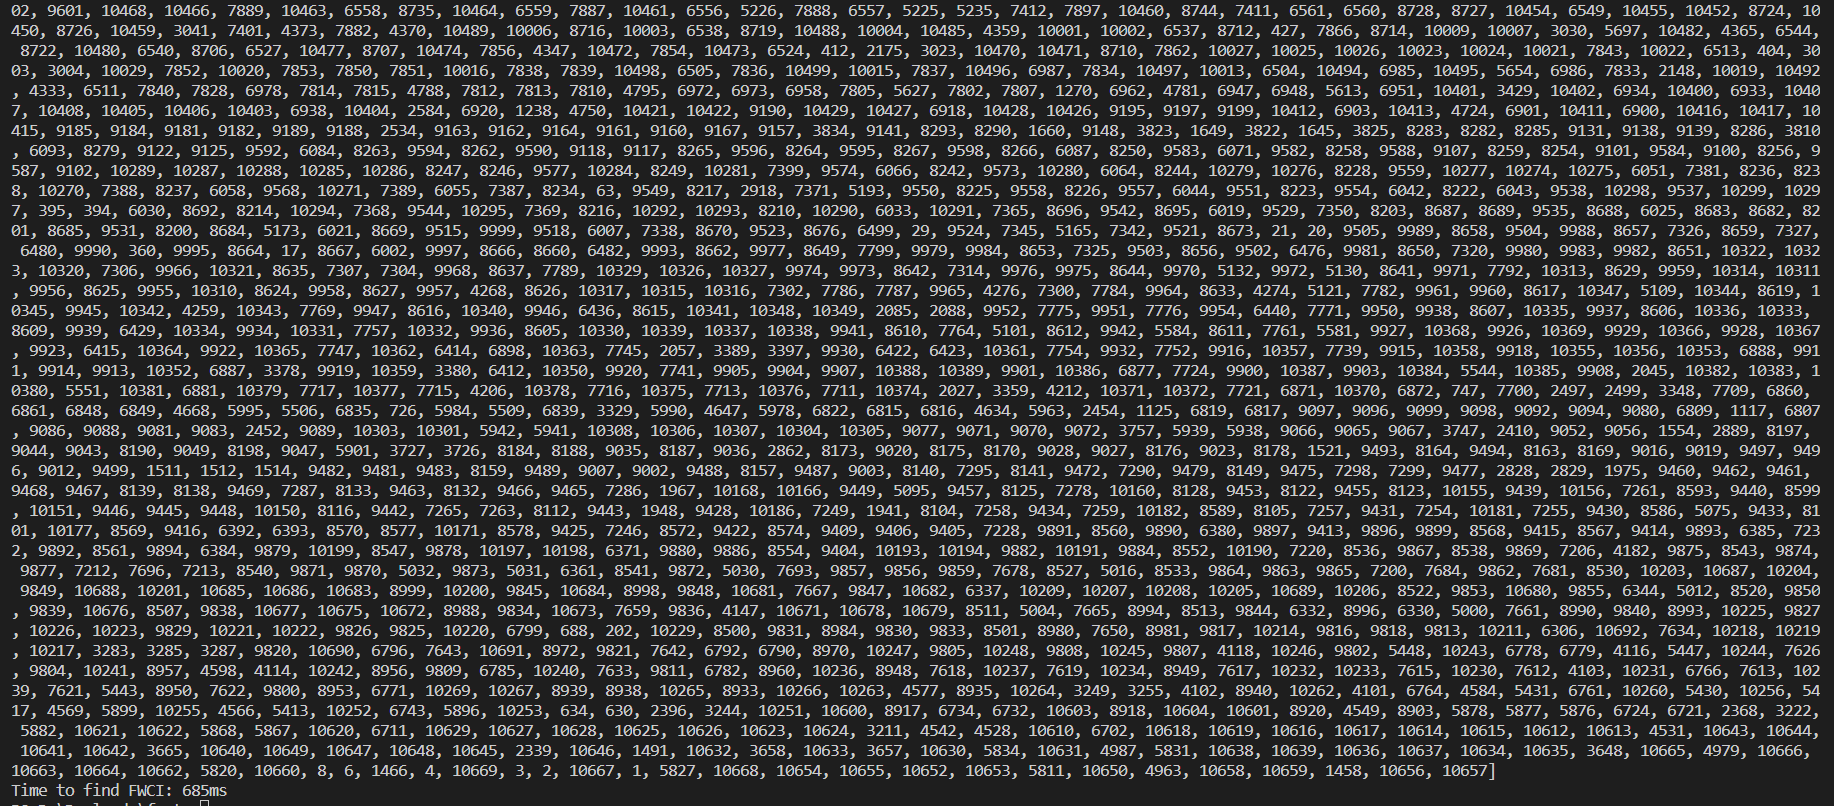 02, 9601, 10468, 10466, 7889, 10463, 6558, 8735, 10464, 6559, 7887, 10461, 6556, 5226, 7888, 6557, 5225, 5235, 7412, 7897, 10460, 8744, 7411, 6561, 6560, 8728, 8727, 10454, 6549, 10455, 10452, 8724, 10
450, 8726, 10459, 3041, 7401, 4373, 7882, 4370, 10489, 10006, 8716, 10003, 6538, 8719, 10488, 10004, 10485, 4359, 10001, 10002, 6537, 8712, 427, 7866, 8714, 10009, 10007, 3030, 5697, 10482, 4365, 6544,
8722, 10480, 6540, 8706, 6527, 10477, 8707, 10474, 7856, 4347, 10472, 7854, 10473, 6524, 412, 2175, 3023, 10470, 10471, 8710, 7862, 10027, 10025, 10026, 10023, 10024, 10021, 7843, 10022, 6513, 404, 30
03, 3004, 10029, 7852, 10020, 7853, 7850, 7851, 10016, 7838, 7839, 10498, 6505, 7836, 10499, 10015, 7837, 10496, 6987, 7834, 10497, 10013, 6504, 10494, 6985, 10495, 5654, 6986, 7833, 2148, 10019, 10492
, 4333, 6511, 7840, 7828, 6978, 7814, 7815, 4788, 7812, 7813, 7810, 4795, 6972, 6973, 6958, 7805, 5627, 7802, 7807, 1270, 6962, 4781, 6947, 6948, 5613, 6951, 10401, 3429, 10402, 6934, 10400, 6933, 1040
7, 10408, 10405, 10406, 10403, 6938, 10404, 2584, 6920, 1238, 4750, 10421, 10422, 9190, 10429, 10427, 6918, 10428, 10426, 9195, 9197, 9199, 10412, 6903, 10413, 4724, 6901, 10411, 6900, 10416, 10417, 10
415, 9185, 9184, 9181, 9182, 9189, 9188, 2534, 9163, 9162, 9164, 9161, 9160, 9167, 9157, 3834, 9141, 8293, 8290, 1660, 9148, 3823, 1649, 3822, 1645, 3825, 8283, 8282, 8285, 9131, 9138, 9139, 8286, 3810
, 6093, 8279, 9122, 9125, 9592, 6084, 8263, 9594, 8262, 9590, 9118, 9117, 8265, 9596, 8264, 9595, 8267, 9598, 8266, 6087, 8250, 9583, 6071, 9582, 8258, 9588, 9107, 8259, 8254, 9101, 9584, 9100, 8256, 9
587, 9102, 10289, 10287, 10288, 10285, 10286, 8247, 8246, 9577, 10284, 8249, 10281, 7399, 9574, 6066, 8242, 9573, 10280, 6064, 8244, 10279, 10276, 8228, 9559, 10277, 10274, 10275, 6051, 7381, 8236, 823
8, 10270, 7388, 8237, 6058, 9568, 10271, 7389, 6055, 7387, 8234, 63, 9549, 8217, 2918, 7371, 5193, 9550, 8225, 9558, 8226, 9557, 6044, 9551, 8223, 9554, 6042, 8222, 6043, 9538, 10298, 9537, 10299, 1029
7, 395, 394, 6030, 8692, 8214, 10294, 7368, 9544, 10295, 7369, 8216, 10292, 10293, 8210, 10290, 6033, 10291, 7365, 8696, 9542, 8695, 6019, 9529, 7350, 8203, 8687, 8689, 9535, 8688, 6025, 8683, 8682, 82
01, 8685, 9531, 8200, 8684, 5173, 6021, 8669, 9515, 9999, 9518, 6007, 7338, 8670, 9523, 8676, 6499, 29, 9524, 7345, 5165, 7342, 9521, 8673, 21, 20, 9505, 9989, 8658, 9504, 9988, 8657, 7326, 8659, 7327,
6480, 9990, 360, 9995, 8664, 17, 8667, 6002, 9997, 8666, 8660, 6482, 9993, 8662, 9977, 8649, 7799, 9979, 9984, 8653, 7325, 9503, 8656, 9502, 6476, 9981, 8650, 7320, 9980, 9983, 9982, 8651, 10322, 1032
3, 10320, 7306, 9966, 10321, 8635, 7307, 7304, 9968, 8637, 7789, 10329, 10326, 10327, 9974, 9973, 8642, 7314, 9976, 9975, 8644, 9970, 5132, 9972, 5130, 8641, 9971, 7792, 10313, 8629, 9959, 10314, 10311
, 9956, 8625, 9955, 10310, 8624, 9958, 8627, 9957, 4268, 8626, 10317, 10315, 10316, 7302, 7786, 7787, 9965, 4276, 7300, 7784, 9964, 8633, 4274, 5121, 7782, 9961, 9960, 8617, 10347, 5109, 10344, 8619, 1
0345, 9945, 10342, 4259, 10343, 7769, 9947, 8616, 10340, 9946, 6436, 8615, 10341, 10348, 10349, 2085, 2088, 9952, 7775, 9951, 7776, 9954, 6440, 7771, 9950, 9938, 8607, 10335, 9937, 8606, 10336, 10333,
8609, 9939, 6429, 10334, 9934, 10331, 7757, 10332, 9936, 8605, 10330, 10339, 10337, 10338, 9941, 8610, 7764, 5101, 8612, 9942, 5584, 8611, 7761, 5581, 9927, 10368, 9926, 10369, 9929, 10366, 9928, 10367
, 9923, 6415, 10364, 9922, 10365, 7747, 10362, 6414, 6898, 10363, 7745, 2057, 3389, 3397, 9930, 6422, 6423, 10361, 7754, 9932, 7752, 9916, 10357, 7739, 9915, 10358, 9918, 10355, 10356, 10353, 6888, 991
1, 9914, 9913, 10352, 6887, 3378, 9919, 10359, 3380, 6412, 10350, 9920, 7741, 9905, 9904, 9907, 10388, 10389, 9901, 10386, 6877, 7724, 9900, 10387, 9903, 10384, 5544, 10385, 9908, 2045, 10382, 10383, 1
0380, 5551, 10381, 6881, 10379, 7717, 10377, 7715, 4206, 10378, 7716, 10375, 7713, 10376, 7711, 10374, 2027, 3359, 4212, 10371, 10372, 7721, 6871, 10370, 6872, 747, 7700, 2497, 2499, 3348, 7709, 6860,
6861, 6848, 6849, 4668, 5995, 5506, 6835, 726, 5984, 5509, 6839, 3329, 5990, 4647, 5978, 6822, 6815, 6816, 4634, 5963, 2454, 1125, 6819, 6817, 9097, 9096, 9099, 9098, 9092, 9094, 9080, 6809, 1117, 6807
, 9086, 9088, 9081, 9083, 2452, 9089, 10303, 10301, 5942, 5941, 10308, 10306, 10307, 10304, 10305, 9077, 9071, 9070, 9072, 3757, 5939, 5938, 9066, 9065, 9067, 3747, 2410, 9052, 9056, 1554, 2889, 8197,
9044, 9043, 8190, 9049, 8198, 9047, 5901, 3727, 3726, 8184, 8188, 9035, 8187, 9036, 2862, 8173, 9020, 8175, 8170, 9028, 9027, 8176, 9023, 8178, 1521, 9493, 8164, 9494, 8163, 8169, 9016, 9019, 9497, 949
6, 9012, 9499, 1511, 1512, 1514, 9482, 9481, 9483, 8159, 9489, 9007, 9002, 9488, 8157, 9487, 9003, 8140, 7295, 8141, 9472, 7290, 9479, 8149, 9475, 7298, 7299, 9477, 2828, 2829, 1975, 9460, 9462, 9461,
9468, 9467, 8139, 8138, 9469, 7287, 8133, 9463, 8132, 9466, 9465, 7286, 1967, 10168, 10166, 9449, 5095, 9457, 8125, 7278, 10160, 8128, 9453, 8122, 9455, 8123, 10155, 9439, 10156, 7261, 8593, 9440, 8599
, 10151, 9446, 9445, 9448, 10150, 8116, 9442, 7265, 7263, 8112, 9443, 1948, 9428, 10186, 7249, 1941, 8104, 7258, 9434, 7259, 10182, 8589, 8105, 7257, 9431, 7254, 10181, 7255, 9430, 8586, 5075, 9433, 81
01, 10177, 8569, 9416, 6392, 6393, 8570, 8577, 10171, 8578, 9425, 7246, 8572, 9422, 8574, 9409, 9406, 9405, 7228, 9891, 8560, 9890, 6380, 9897, 9413, 9896, 9899, 8568, 9415, 8567, 9414, 9893, 6385, 723
2, 9892, 8561, 9894, 6384, 9879, 10199, 8547, 9878, 10197, 10198, 6371, 9880, 9886, 8554, 9404, 10193, 10194, 9882, 10191, 9884, 8552, 10190, 7220, 8536, 9867, 8538, 9869, 7206, 4182, 9875, 8543, 9874,
9877, 7212, 7696, 7213, 8540, 9871, 9870, 5032, 9873, 5031, 6361, 8541, 9872, 5030, 7693, 9857, 9856, 9859, 7678, 8527, 5016, 8533, 9864, 9863, 9865, 7200, 7684, 9862, 7681, 8530, 10203, 10687, 10204,
9849, 10688, 10201, 10685, 10686, 10683, 8999, 10200, 9845, 10684, 8998, 9848, 10681, 7667, 9847, 10682, 6337, 10209, 10207, 10208, 10205, 10689, 10206, 8522, 9853, 10680, 9855, 6344, 5012, 8520, 9850
, 9839, 10676, 8507, 9838, 10677, 10675, 10672, 8988, 9834, 10673, 7659, 9836, 4147, 10671, 10678, 10679, 8511, 5004, 7665, 8994, 8513, 9844, 6332, 8996, 6330, 5000, 7661, 8990, 9840, 8993, 10225, 9827
, 10226, 10223, 9829, 10221, 10222, 9826, 9825, 10220, 6799, 688, 202, 10229, 8500, 9831, 8984, 9830, 9833, 8501, 8980, 7650, 8981, 9817, 10214, 9816, 9818, 9813, 10211, 6306, 10692, 7634, 10218, 10219
, 10217, 3283, 3285, 3287, 9820, 10690, 6796, 7643, 10691, 8972, 9821, 7642, 6792, 6790, 8970, 10247, 9805, 10248, 9808, 10245, 9807, 4118, 10246, 9802, 5448, 10243, 6778, 6779, 4116, 5447, 10244, 7626
, 9804, 10241, 8957, 4598, 4114, 10242, 8956, 9809, 6785, 10240, 7633, 9811, 6782, 8960, 10236, 8948, 7618, 10237, 7619, 10234, 8949, 7617, 10232, 10233, 7615, 10230, 7612, 4103, 10231, 6766, 7613, 102
39, 7621, 5443, 8950, 7622, 9800, 8953, 6771, 10269, 10267, 8939, 8938, 10265, 8933, 10266, 10263, 4577, 8935, 10264, 3249, 3255, 4102, 8940, 10262, 4101, 6764, 4584, 5431, 6761, 10260, 5430, 10256, 54
17, 4569, 5899, 10255, 4566, 5413, 10252, 6743, 5896, 10253, 634, 630, 2396, 3244, 10251, 10600, 8917, 6734, 6732, 10603, 8918, 10604, 10601, 8920, 4549, 8903, 5878, 5877, 5876, 6724, 6721, 2368, 3222,
5882, 10621, 10622, 5868, 5867, 10620, 6711, 10629, 10627, 10628, 10625, 10626, 10623, 10624, 3211, 4542, 4528, 10610, 6702, 10618, 10619, 10616, 10617, 10614, 10615, 10612, 10613, 4531, 10643, 10644,
10641, 10642, 3665, 10640, 10649, 10647, 10648, 10645, 2339, 10646, 1491, 10632, 3658, 10633, 3657, 10630, 5834, 10631, 4987, 5831, 10638, 10639, 10636, 10637, 10634, 10635, 3648, 10665, 4979, 10666,
10663, 10664, 10662, 5820, 10660, 8, 6, 1466, 4, 10669, 3, 2, 10667, 1, 5827, 10668, 10654, 10655, 10652, 10653, 5811, 10650, 4963, 10658, 10659, 1458, 10656, 10657]
Time to find FWCI: 685ms